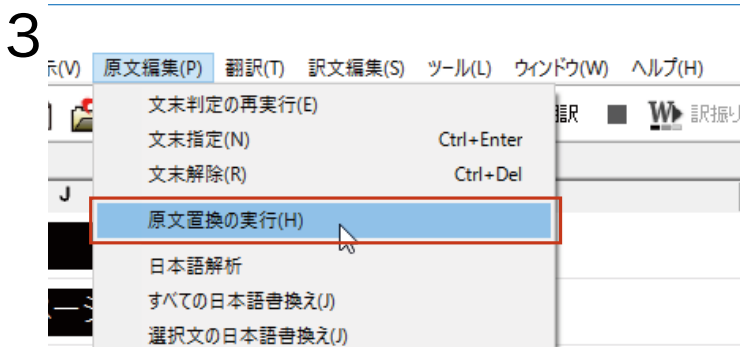 3
示(V) 原文編集(P) 翻訳(T) 訳文編集(S) ツール(L) ウィンドウ(W) ヘルプ(H)
文末判定の再実行(E)
文末指定(N) Ctrl+Enter
文末解除(R) Ctrl+Del
訳 W 訳振り
J
原文置換の実行(H)
日本語解析
すべての日本語書換え(J)
選択文の日本語書換え(J)